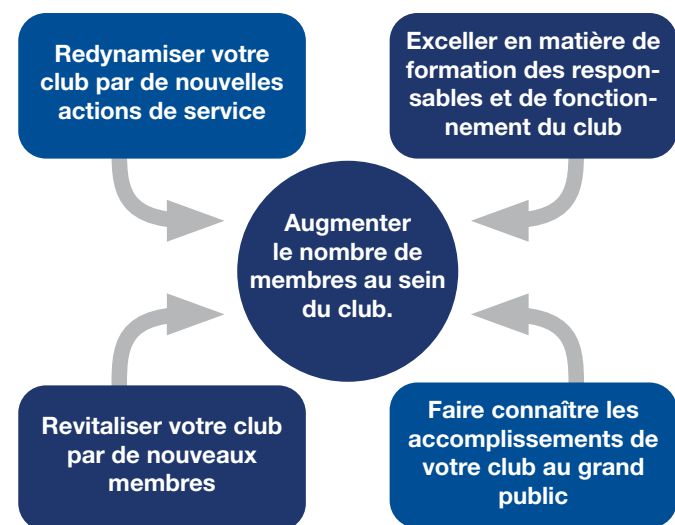 Redynamiser votre
club par de nouvelles
actions de service
Exceller en matière de
formation des respon-
sables et de fonction-
nement du club
Augmenter
le nombre de
membres au sein
du club.
Revitaliser votre club
par de nouveaux
membres
Faire connaître les
accomplissements de
votre club au grand
public